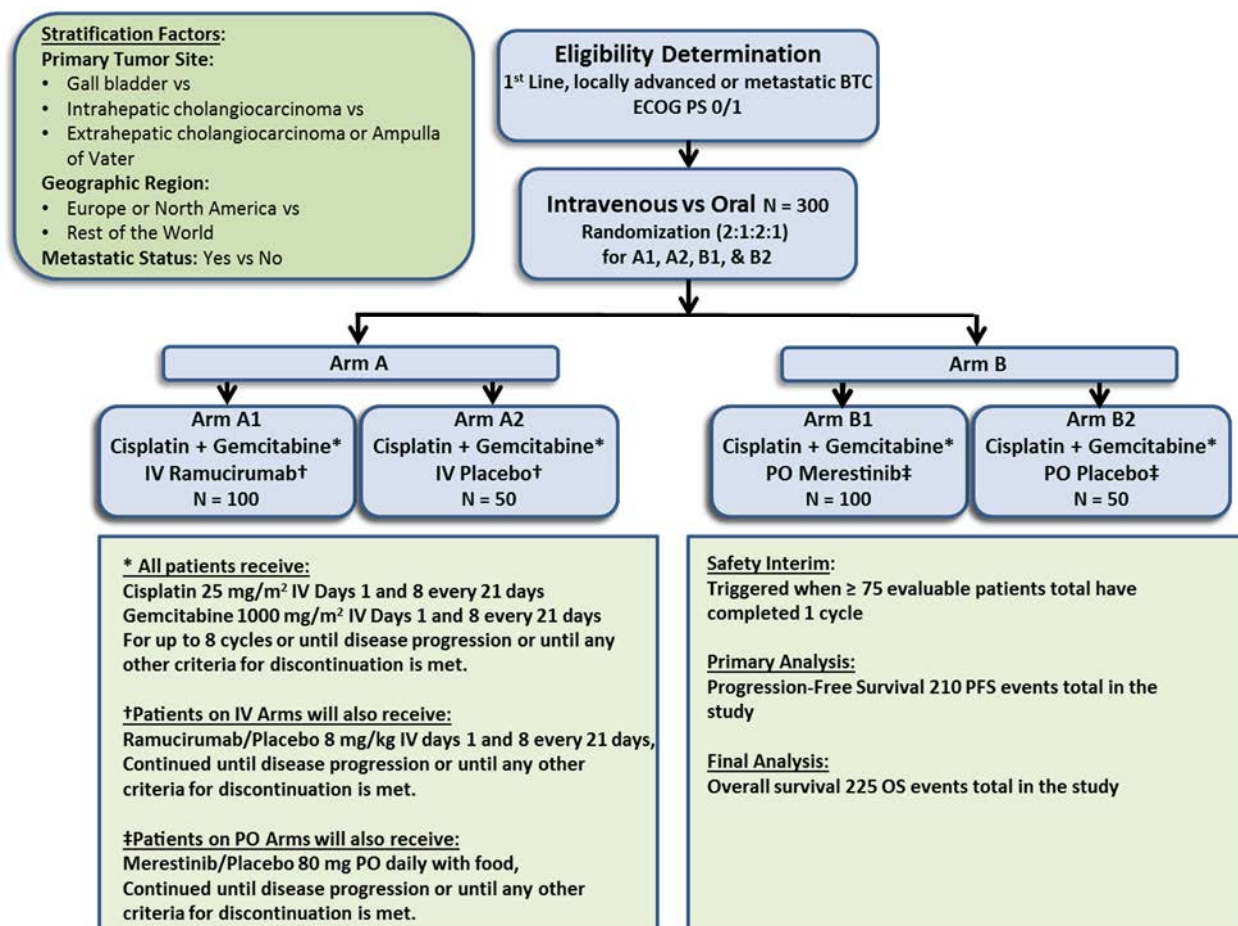 Stratification Factors:
Primary Tumor Site:
• Gall bladder vs
• Intrahepatic cholangiocarcinoma vs
• Extrahepatic cholangiocarcinoma or Ampulla
of Vater
Geographic Region:
• Europe or North America vs
• Rest of the World
Metastatic Status: Yes vs No
Eligibility Determination
1st Line, locally advanced or metastatic BTC
ECOG PS 0/1
Intravenous vs Oral N = 300
Randomization (2:1:2:1)
for A1, A2, B1, & B2
Arm A
Arm B
Arm A1
Cisplatin + Gemcitabine*
IV Ramucirumab†
N = 100
Arm A2
Cisplatin + Gemcitabine*
IV Placebo†
N = 50
Arm B1
Cisplatin + Gemcitabine*
PO Merestinib‡
N = 100
Arm B2
Cisplatin + Gemcitabine*
PO Placebo‡
N = 50
* All patients receive:
Cisplatin 25 mg/m² IV Days 1 and 8 every 21 days
Gemcitabine 1000 mg/m² IV Days 1 and 8 every 21 days
For up to 8 cycles or until disease progression or until any
other criteria for discontinuation is met.
†Patients on IV Arms will also receive:
Ramucirumab/Placebo 8 mg/kg IV days 1 and 8 every 21 days,
Continued until disease progression or until any other
criteria for discontinuation is met.
‡Patients on PO Arms will also receive:
Merestinib/Placebo 80 mg PO daily with food,
Continued until disease progression or until any other
criteria for discontinuation is met.
Safety Interim:
Triggered when ≥ 75 evaluable patients total have
completed 1 cycle
Primary Analysis:
Progression-Free Survival 210 PFS events total in the
study
Final Analysis:
Overall survival 225 OS events total in the study